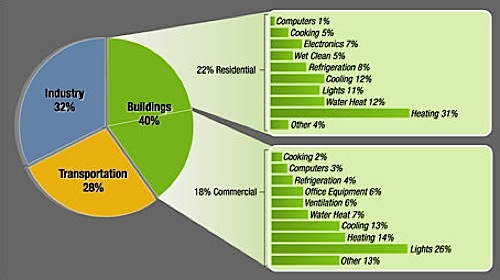 Industry
32%
Buildings
40%
Transportation
28%
22% Residential
Computers 1%
Cooking 5%
Electronics 7%
Wet Clean 5%
Refrigeration 8%
Cooling 12%
Lights 11%
Water Heat 12%
Heating 31%
Other 4%
18% Commercial
Cooking 2%
Computers 3%
Refrigeration 4%
Office Equipment 6%
Ventilation 6%
Water Heat 7%
Cooling 13%
Heating 14%
Lights 26%
Other 13%